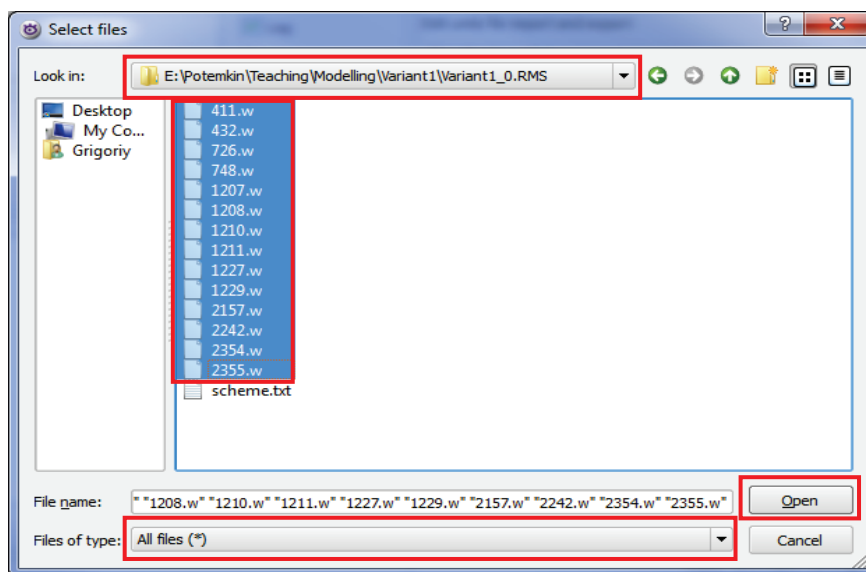 Select files
Look in: E:\Potemkin\Teaching\Modelling\Variant1\Variant1_0.RMS
Desktop
My Co...
Grigoriy
411.w
432.w
726.w
748.w
1207.w
1208.w
1210.w
1211.w
1227.w
1229.w
2157.w
2242.w
2354.w
2355.w
scheme.txt
File name: " "1208.w" "1210.w" "1211.w" "1227.w" "1229.w" "2157.w" "2242.w" "2354.w" "2355.w" Open
Files of type: All files (*) Cancel